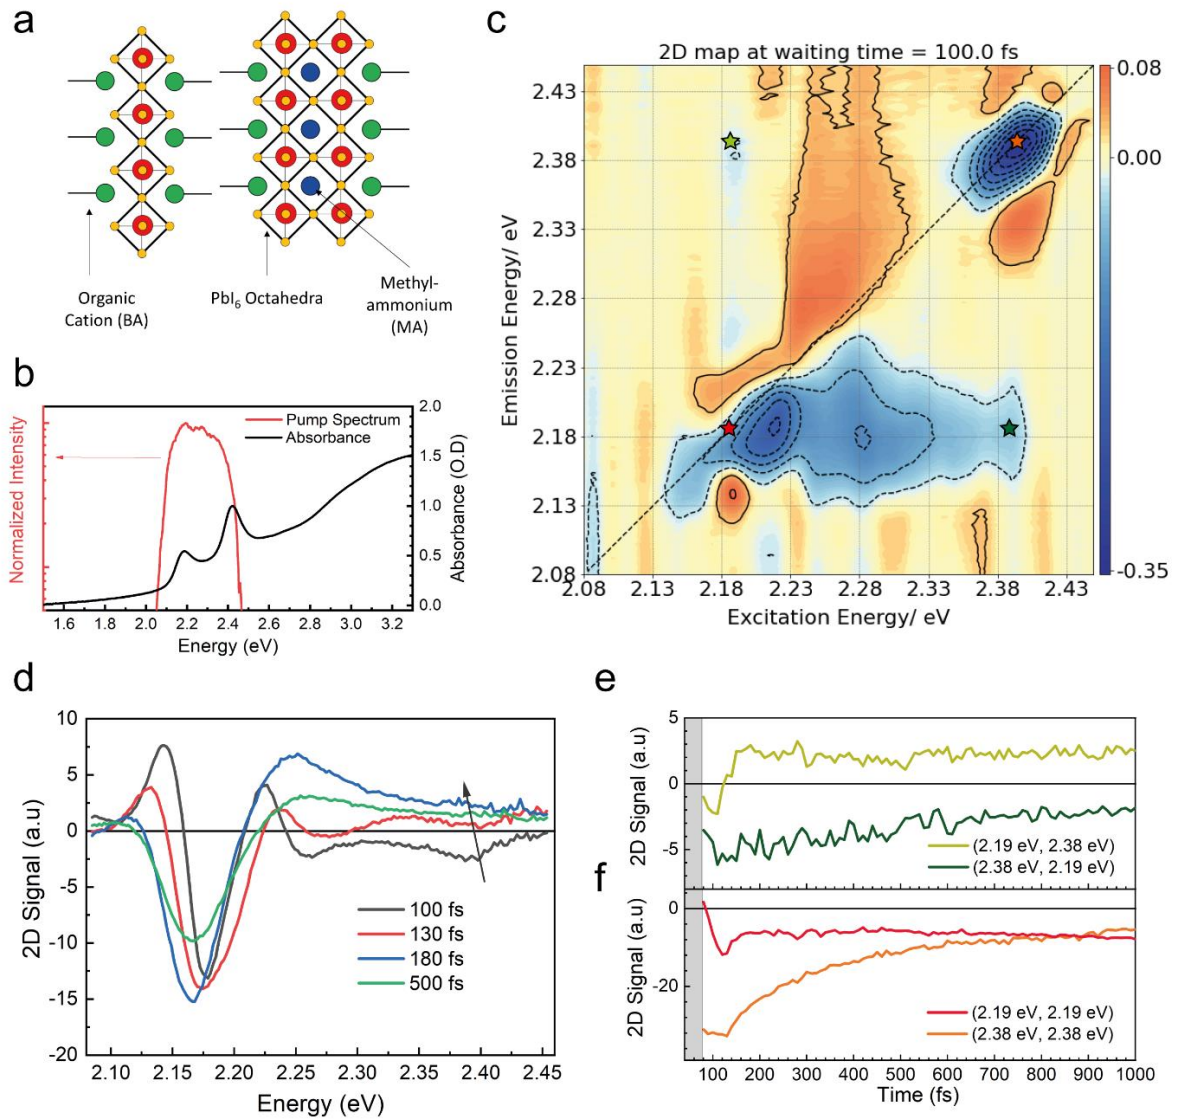 a
Organic
Cation (BA)
PbI6 Octahedra
Methyl-
ammonium
(MA)
b
Normalized Intensity
Pump Spectrum
Absorbance
2.0
1.5
1.0
0.5
0.0
Absorbance (O.D)
1.6 1.8 2.0 2.2 2.4 2.6 2.8 3.0 3.2
Energy (eV)
c
2D map at waiting time = 100.0 fs
Emission Energy/ eV
2.43
2.38
2.33
2.28
2.23
2.18
2.13
2.08
2.08 2.13 2.18 2.23 2.28 2.33 2.38 2.43
Excitation Energy/ eV
0.08
0.00
-0.35
d
2D Signal (a.u)
10
5
0
-5
-10
-15
-20
100 fs
130 fs
180 fs
500 fs
2.10 2.15 2.20 2.25 2.30 2.35 2.40 2.45
Energy (eV)
e
2D Signal (a.u)
5
0
-5
(2.19 eV, 2.38 eV)
(2.38 eV, 2.19 eV)
f
2D Signal (a.u)
0
-20
(2.19 eV, 2.19 eV)
(2.38 eV, 2.38 eV)
100 200 300 400 500 600 700 800 900 1000
Time (fs)